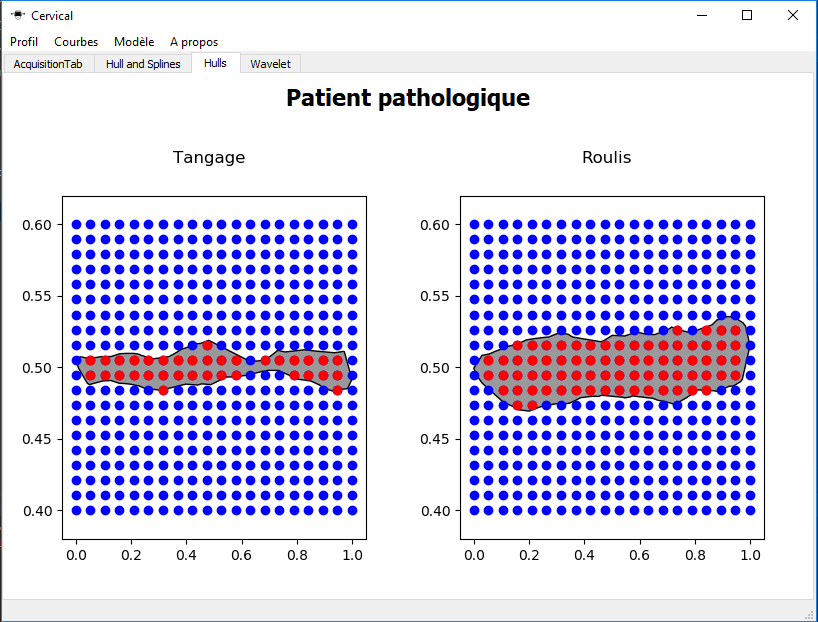 Cervical
Profil Courbes Modèle A propos
AcquisitionTab Hull and Splines Hulls Wavelet
Patient pathologique
Tangage Roulis
0.60 0.60
0.55 0.55
0.50 0.50
0.45 0.45
0.40 0.40
0.0 0.2 0.4 0.6 0.8 1.0 0.0 0.2 0.4 0.6 0.8 1.0